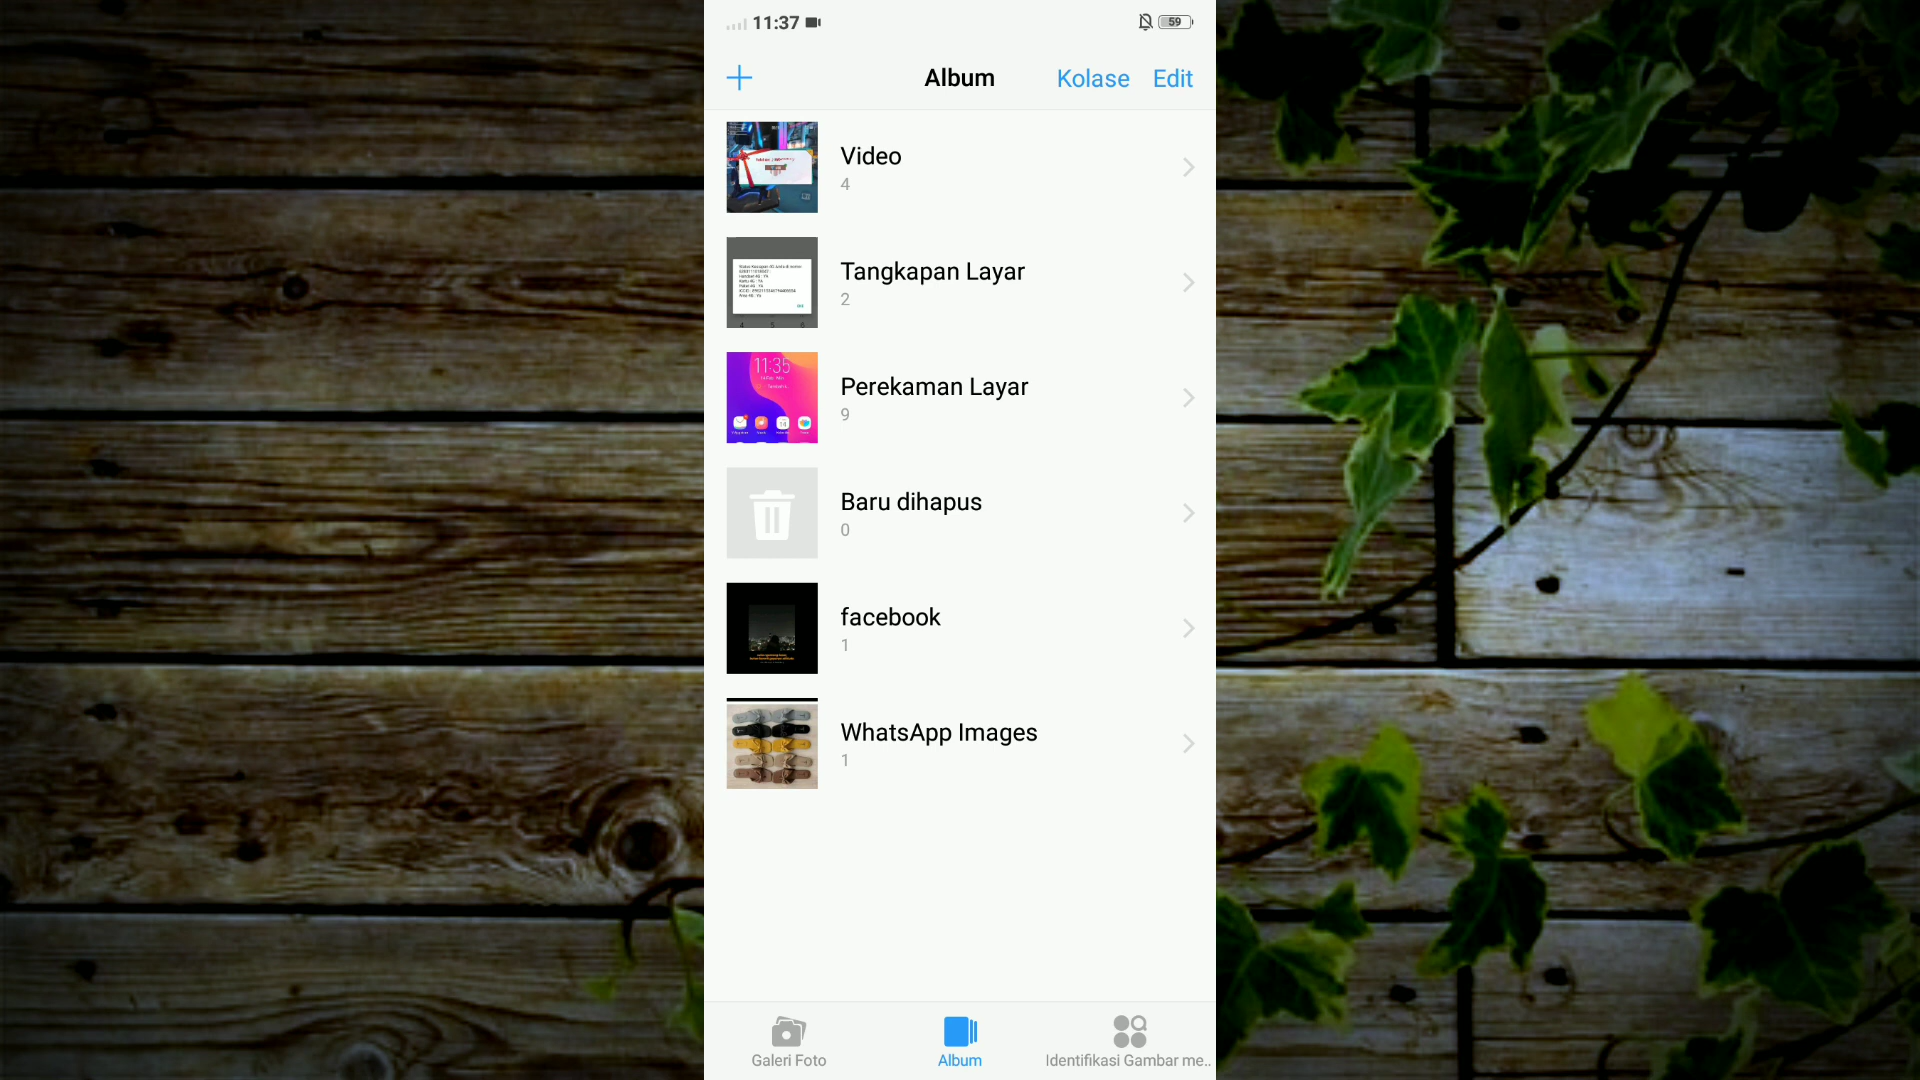 11:37
59
Album
Kolase
Edit
Video
4
Tangkapan Layar
2
11:35
Perekaman Layar
9
Baru dihapus
0
facebook
1
WhatsApp Images
1
Galeri Foto
Album
Identifikasi Gambar me..